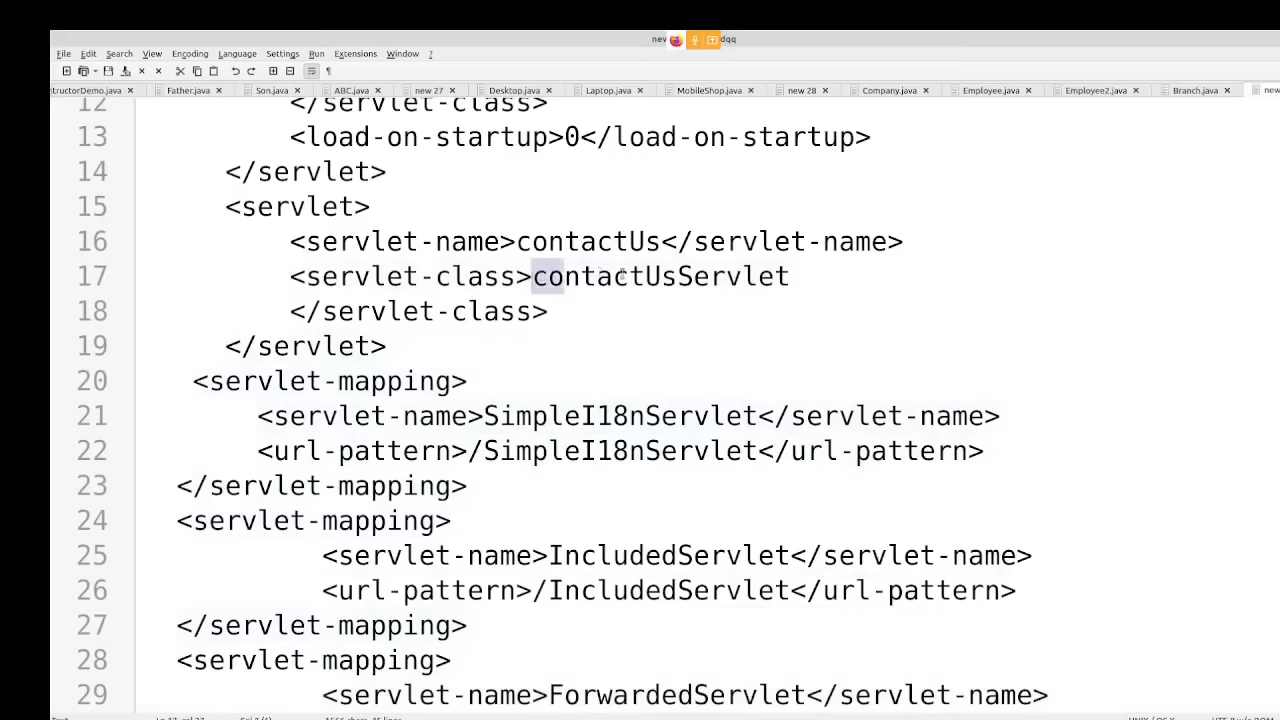 new dqq
File Edit Search View Encoding Language Settings Run Extensions Window ?
tructorDemo.java Father.java Son.java ABC.java new 27 Desktop.java Laptop.java MobileShop.java new 28 Company.java Employee.java Employee2.java Branch.java new
12 </servlet-class>
13 <load-on-startup>0</load-on-startup>
14 </servlet>
15 <servlet>
16 <servlet-name>contactUs</servlet-name>
17 <servlet-class>contactUsServlet
18 </servlet-class>
19 </servlet>
20 <servlet-mapping>
21 <servlet-name>SimpleI18nServlet</servlet-name>
22 <url-pattern>/SimpleI18nServlet</url-pattern>
23 </servlet-mapping>
24 <servlet-mapping>
25 <servlet-name>IncludedServlet</servlet-name>
26 <url-pattern>/IncludedServlet</url-pattern>
27 </servlet-mapping>
28 <servlet-mapping>
29 <servlet-name>ForwardedServlet</servlet-name>